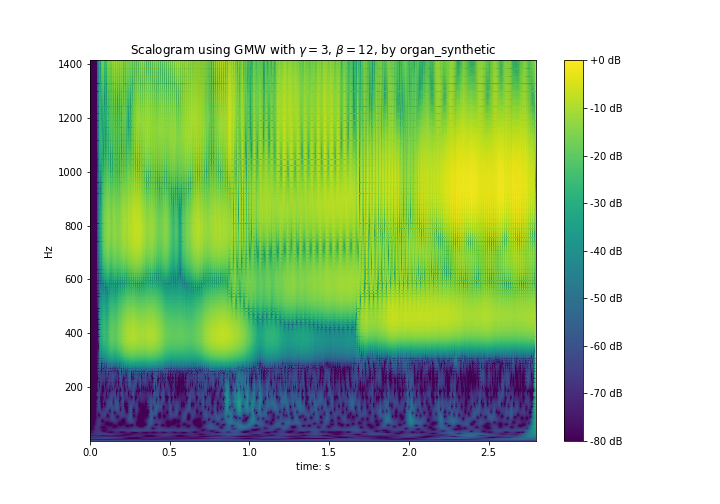 Scalogram using GMW with γ = 3, β = 12, by organ_synthetic
1400
1200
1000
800
600
400
200
Hz
0.0
0.5
1.0
1.5
2.0
2.5
time: s
+0 dB
-10 dB
-20 dB
-30 dB
-40 dB
-50 dB
-60 dB
-70 dB
-80 dB